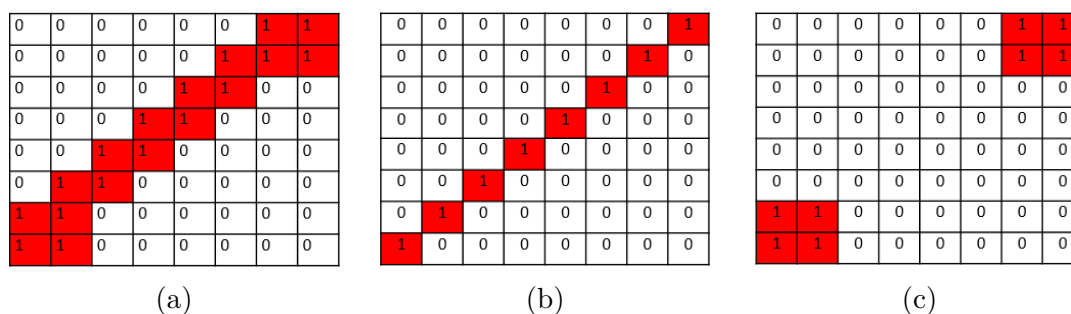 0 0 0 0 0 0 1 1
0 0 0 0 0 1 1 1
0 0 0 0 1 1 0 0
0 0 0 1 1 0 0 0
0 0 1 1 0 0 0 0
0 1 1 0 0 0 0 0
1 1 0 0 0 0 0 0
1 1 0 0 0 0 0 0
(a)
0 0 0 0 0 0 0 1
0 0 0 0 0 0 1 0
0 0 0 0 0 1 0 0
0 0 0 0 1 0 0 0
0 0 0 1 0 0 0 0
0 0 1 0 0 0 0 0
0 1 0 0 0 0 0 0
1 0 0 0 0 0 0 0
(b)
0 0 0 0 0 0 1 1
0 0 0 0 0 0 1 1
0 0 0 0 0 0 0 0
0 0 0 0 0 0 0 0
0 0 0 0 0 0 0 0
0 0 0 0 0 0 0 0
1 1 0 0 0 0 0 0
1 1 0 0 0 0 0 0
(c)